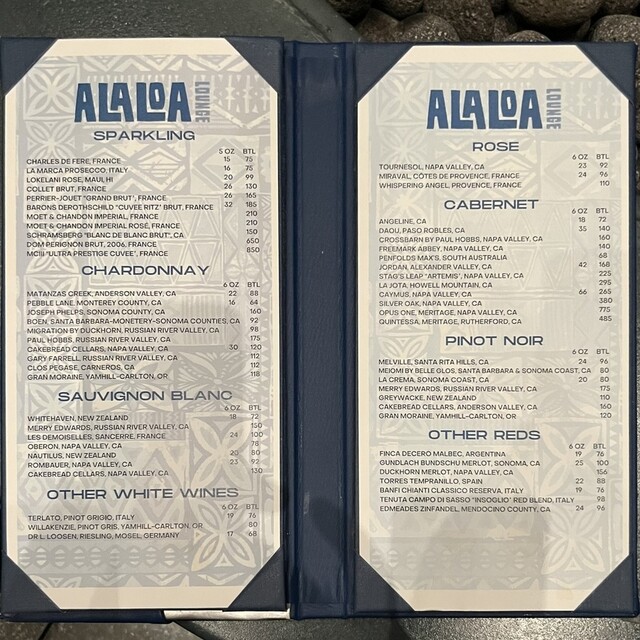 ALALOA LOUNGE
SPARKLING
5 OZ BTL
CHARLES DE FERE, FRANCE 15 75
LA MARCA PROSECCO, ITALY 16 75
LOKELANI ROSE, MAUI, HI 20 99
COLLET BRUT, FRANCE 26 130
PERRIER-JOUET "GRAND BRUT", FRANCE 26 165
BARONS DEROTHSCHILD "CUVEE RITZ" BRUT, FRANCE 32 185
MOET & CHANDON IMPERIAL, FRANCE 210
MOET & CHANDON IMPERIAL ROSÉ, FRANCE 210
SCHRAMSBERG "BLANC DE BLANC BRUT", CA 150
DOM PERIGNON BRUT, 2006, FRANCE 650
MCIII "ULTRA PRESTIGE CUVEE", FRANCE 850
CHARDONNAY
6 OZ BTL
MATANZAS CREEK, ANDERSON VALLEY, CA 22 88
PEBBLE LANE, MONTEREY COUNTY, CA 16 64
JOSEPH PHELPS, SONOMA COUNTY, CA 160
BOEN, SANTA BARBARA-MONETERY-SONOMA COUNTIES, CA 92
MIGRATION BY DUCKHORN, RUSSIAN RIVER VALLEY, CA 98
PAUL HOBBS, RUSSIAN RIVER VALLEY, CA 175
CAKEBREAD CELLARS, NAPA VALLEY, CA 30 120
GARY FARRELL, RUSSIAN RIVER VALLEY, CA 112
CLOS PEGASE, CARNEROS, CA 112
GRAN MORAINE, YAMHILL-CARLTON, OR 118
SAUVIGNON BLANC
6 OZ BTL
WHITEHAVEN, NEW ZEALAND 18 72
MERRY EDWARDS, RUSSIAN RIVER VALLEY, CA 150
LES DEMOISELLES, SANCERRE, FRANCE 24 100
OBERON, NAPA VALLEY, CA 78
NAUTILUS, NEW ZEALAND 20 80
ROMBAUER, NAPA VALLEY, CA 23 92
CAKEBREAD CELLARS, NAPA VALLEY, CA 130
OTHER WHITE WINES
6 OZ BTL
TERLATO, PINOT GRIGIO, ITALY 19 76
WILLAKENZIE, PINOT GRIS, YAMHILL-CARLTON, OR 80
DR L. LOOSEN, RIESLING, MOSEL, GERMANY 17 68
ALALOA LOUNGE
ROSE
6 OZ BTL
TOURNESOL, NAPA VALLEY, CA 23 92
MIRAVAL, CÔTES DE PROVENCE, FRANCE 24 96
WHISPERING ANGEL, PROVENCE, FRANCE 110
CABERNET
6 OZ BTL
ANGELINE, CA 18 72
DAOU, PASO ROBLES, CA 35 140
CROSSBARN BY PAUL HOBBS, NAPA VALLEY, CA 160
FREEMARK ABBEY, NAPA VALLEY, CA 140
PENFOLDS MAX'S, SOUTH AUSTRALIA 68
JORDAN, ALEXANDER VALLEY, CA 42 168
STAG'S LEAP "ARTEMIS", NAPA VALLEY, CA 225
LA JOTA, HOWELL MOUNTAIN, CA 295
CAYMUS, NAPA VALLEY, CA 66 265
SILVER OAK, NAPA VALLEY, CA 380
OPUS ONE, MERITAGE, NAPA VALLEY, CA 775
QUINTESSA, MERITAGE, RUTHERFORD, CA 485
PINOT NOIR
6 OZ BTL
MELVILLE, SANTA RITA HILLS, CA 24 96
MEIOMI BY BELLE GLOS, SANTA BARBARA & SONOMA COAST, CA 80
LA CREMA, SONOMA COAST, CA 20 80
MERRY EDWARDS, RUSSIAN RIVER VALLEY, CA 175
GREYWACKE, NEW ZEALAND 110
CAKEBREAD CELLARS, ANDERSON VALLEY, CA 160
GRAN MORAINE, YAMHILL-CARLTON, OR 120
OTHER REDS
6 OZ BTL
FINCA DECERO MALBEC, ARGENTINA 19 76
GUNDLACH BUNDSCHU MERLOT, SONOMA, CA 25 100
DUCKHORN MERLOT, NAPA VALLEY, CA 156
TORRES TEMPRANILLO, SPAIN 22 88
BANFI CHIANTI CLASSICO RESERVA, ITALY 19 76
TENUTA CAMPO DI SASSO "INSOGLIO" RED BLEND, ITALY 98
EDMEADES ZINFANDEL, MENDOCINO COUNTY, CA 24 96